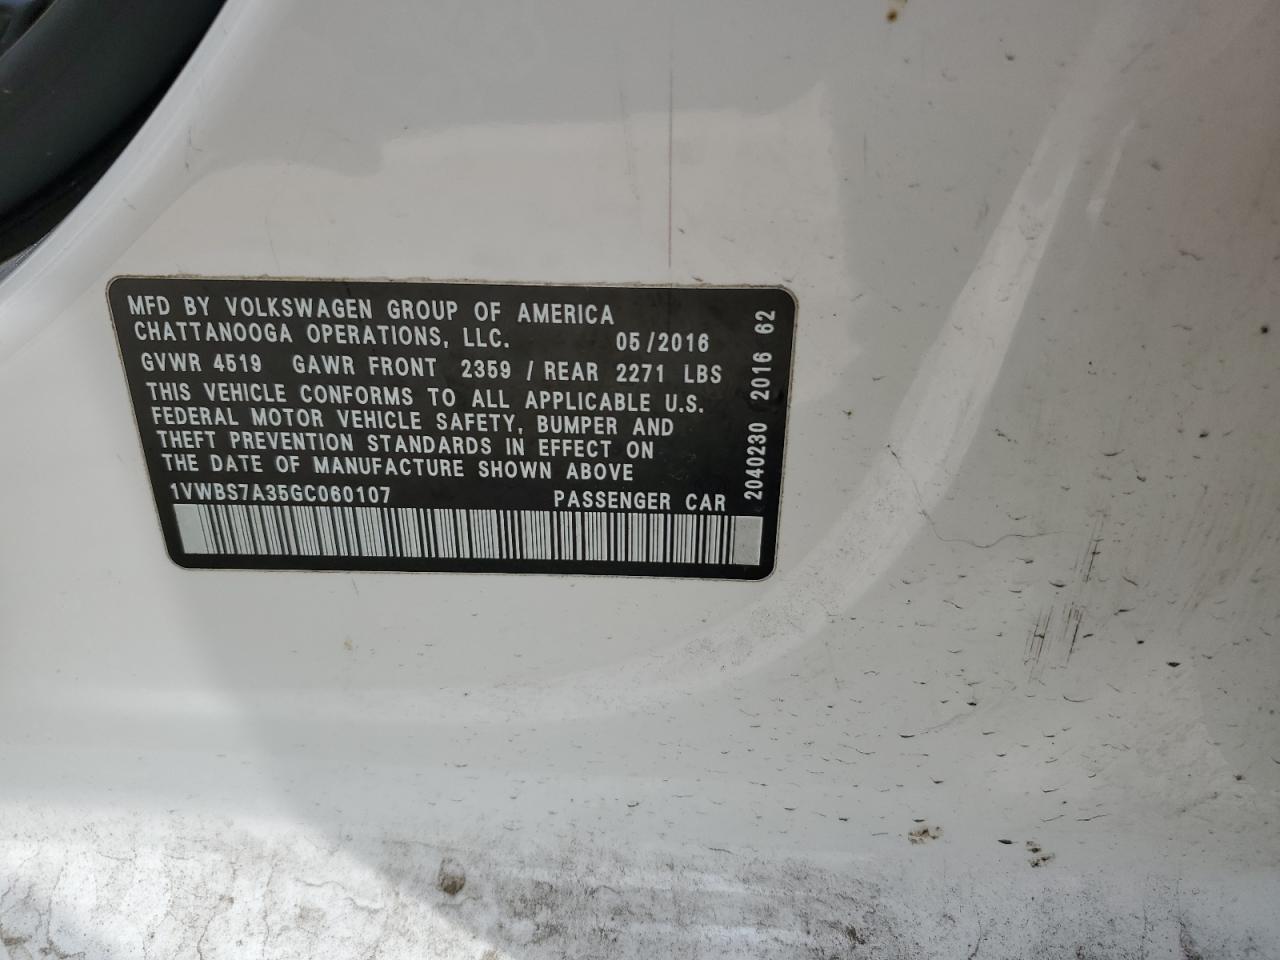 MFD BY VOLKSWAGEN GROUP OF AMERICA
CHATTANOOGA OPERATIONS, LLC. 05/2016
GVWR 4519 GAWR FRONT 2359 / REAR 2271 LBS
THIS VEHICLE CONFORMS TO ALL APPLICABLE U.S.
FEDERAL MOTOR VEHICLE SAFETY, BUMPER AND
THEFT PREVENTION STANDARDS IN EFFECT ON
THE DATE OF MANUFACTURE SHOWN ABOVE
1VWBS7A35GC060107 PASSENGER CAR
2040230 2016 62